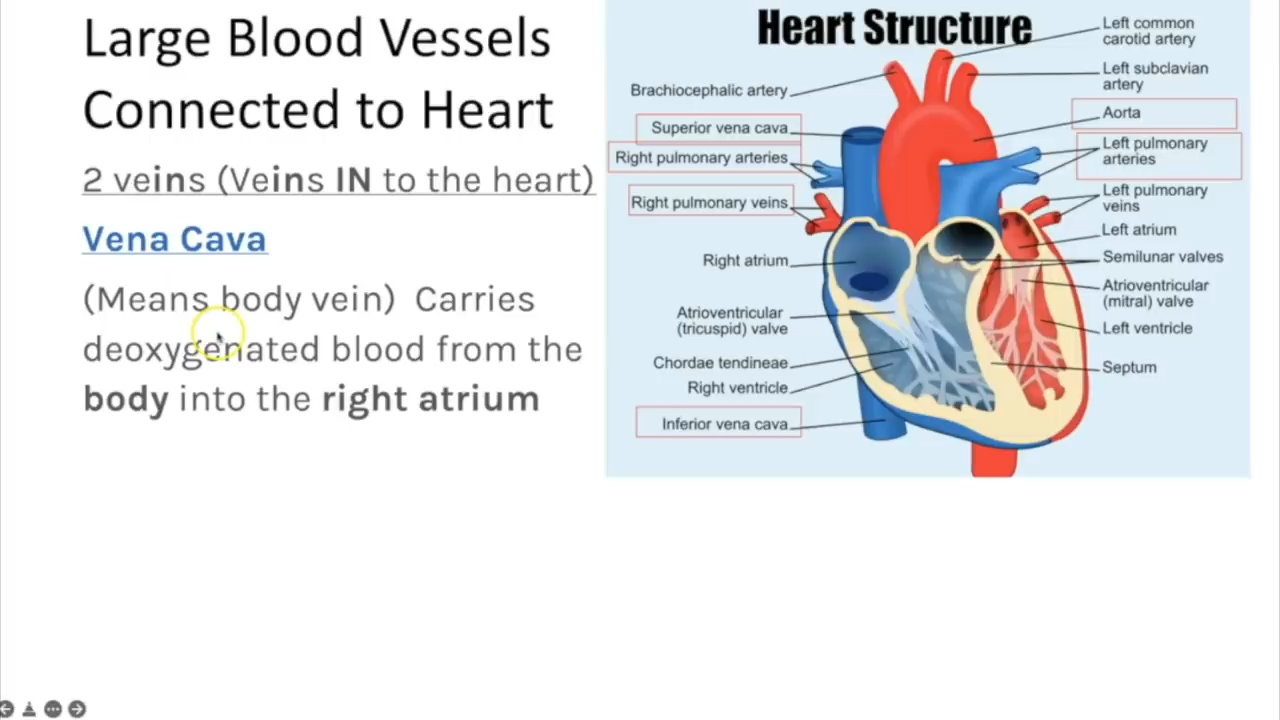 Large Blood Vessels
Connected to Heart
2 veins (Veins IN to the heart)
Vena Cava
(Means body vein) Carries
deoxygenated blood from the
body into the right atrium
Heart Structure
Brachiocephalic artery
Superior vena cava
Right pulmonary arteries
Right pulmonary veins
Right atrium
Atrioventricular
(tricuspid) valve
Chordae tendineae
Right ventricle
Inferior vena cava
Left common
carotid artery
Left subclavian
artery
Aorta
Left pulmonary
arteries
Left pulmonary
veins
Left atrium
Semilunar valves
Atrioventricular
(mitral) valve
Left ventricle
Septum